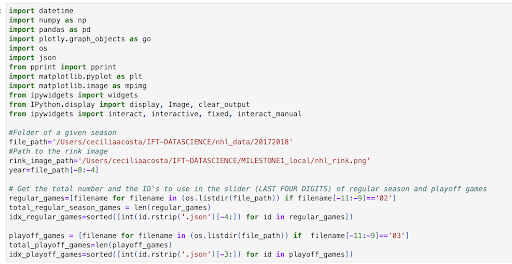 import datetime
import numpy as np
import pandas as pd
import plotly.graph_objects as go
import os
import json
from pprint import pprint
import matplotlib.pyplot as plt
import matplotlib.image as mpimg
from ipywidgets import widgets
from IPython.display import display, Image, clear_output
from ipywidgets import interact, interactive, fixed, interact_manual
#Folder of a given season
file_path='/Users/ceciliaacosta/IFT-DATASCIENCE/nhl_data/20172018'
#Path to the rink image
rink_image_path='/Users/ceciliaacosta/IFT-DATASCIENCE/MILESTONE1_local/nhl_rink.png'
year=file_path[-8:-4]
# Get the total number and the ID's to use in the slider (LAST FOUR DIGITS) of regular season and playoff games
regular_games=[filename for filename in (os.listdir(file_path)) if filename[-11:-9]=='02']
total_regular_season_games = len(regular_games)
idx_regular_games=sorted([int(id.rstrip('.json')[-4:]) for id in regular_games])
playoff_games = [filename for filename in (os.listdir(file_path)) if  filename[-11:-9]=='03']
total_playoff_games=len(playoff_games)
idx_playoff_games=sorted([int(id.rstrip('.json')[-3:]) for id in playoff_games])